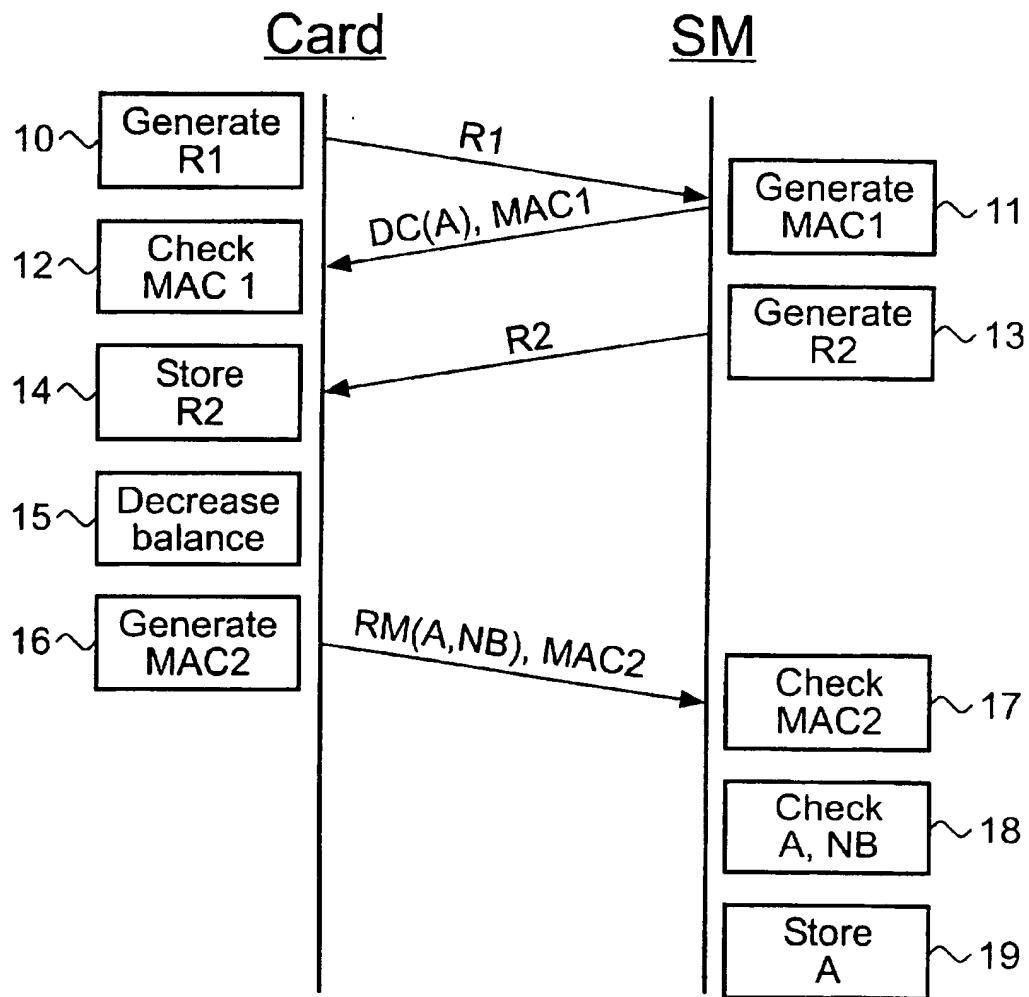 Card
SM
10
Generate
R1
R1
Generate
MAC1
11
DC(A), MAC1
12
Check
MAC 1
Generate
R2
13
R2
14
Store
R2
15
Decrease
balance
16
Generate
MAC2
RM(A,NB), MAC2
Check
MAC2
17
Check
A, NB
18
Store
A
19